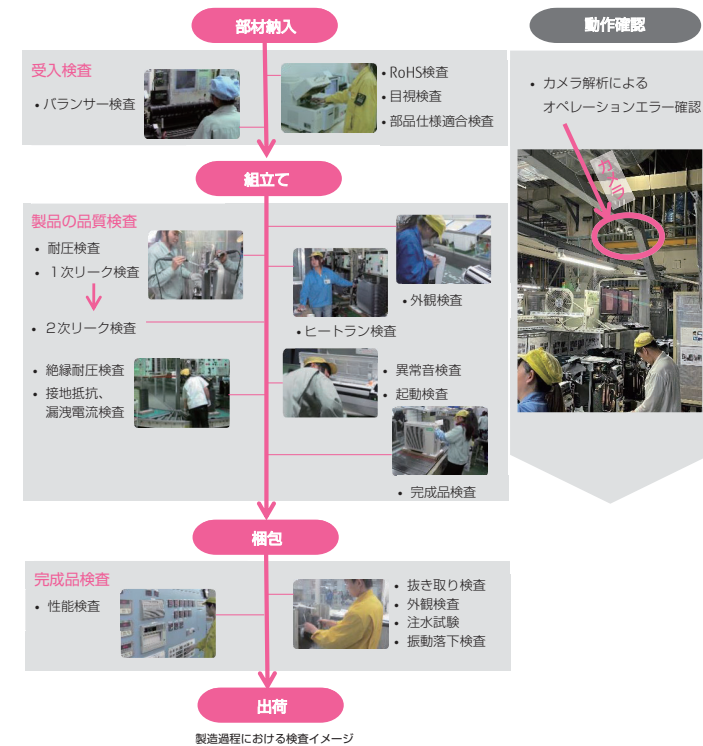 部材納入
受入検査
・バランサー検査
・RoHS検査
・目視検査
・部品仕様適合検査
組立て
製品の品質検査
・耐圧検査
・1次リーク検査
・2次リーク検査
・絶縁耐圧検査
・接地抵抗、
漏洩電流検査
・外観検査
・ヒートラン検査
・異常音検査
・起動検査
・完成品検査
梱包
完成品検査
・性能検査
・抜き取り検査
・外観検査
・注水試験
・振動落下検査
出荷
製造過程における検査イメージ
動作確認
・カメラ解析による
オペレーションエラー確認
カメラ